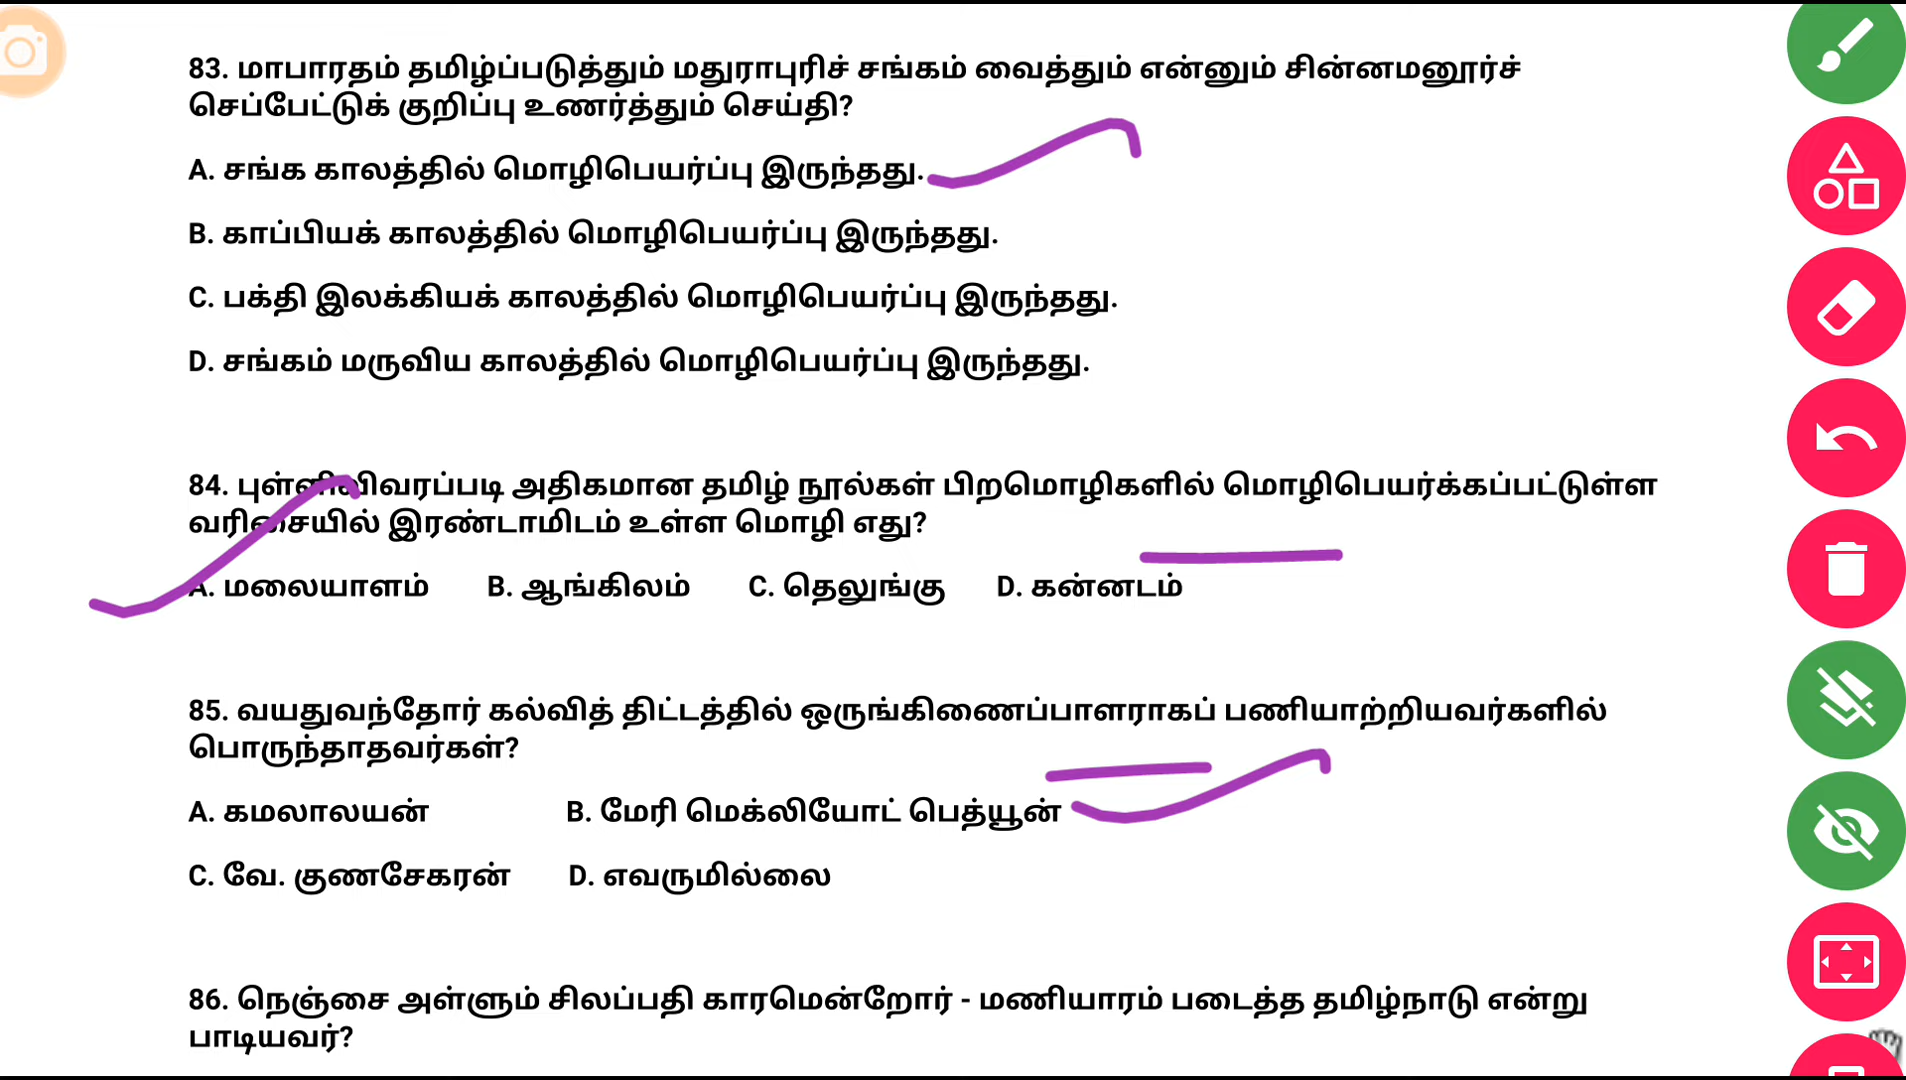 83. மாபாரதம் தமிழ்ப்படுத்தும் மதுராபுரிச் சங்கம் வைத்தும் என்னும் சின்னமனூர்ச்
செப்பேட்டுக் குறிப்பு உணர்த்தும் செய்தி?
A. சங்க காலத்தில் மொழிபெயர்ப்பு இருந்தது.
B. காப்பியக் காலத்தில் மொழிபெயர்ப்பு இருந்தது.
C. பக்தி இலக்கியக் காலத்தில் மொழிபெயர்ப்பு இருந்தது.
D. சங்கம் மருவிய காலத்தில் மொழிபெயர்ப்பு இருந்தது.
84. புள்ளிவிவரப்படி அதிகமான தமிழ் நூல்கள் பிறமொழிகளில் மொழிபெயர்க்கப்பட்டுள்ள
வரிசையில் இரண்டாமிடம் உள்ள மொழி எது?
A. மலையாளம் B. ஆங்கிலம் C. தெலுங்கு D. கன்னடம்
85. வயதுவந்தோர் கல்வித் திட்டத்தில் ஒருங்கிணைப்பாளராகப் பணியாற்றியவர்களில்
பொருந்தாதவர்கள்?
A. கமலாலயன் B. மேரி மெக்லியோட் பெத்யூன்
C. வே. குணசேகரன் D. எவருமில்லை
86. நெஞ்சை அள்ளும் சிலப்பதி காரமென்றோர் - மணியாரம் படைத்த தமிழ்நாடு என்று
பாடியவர்?